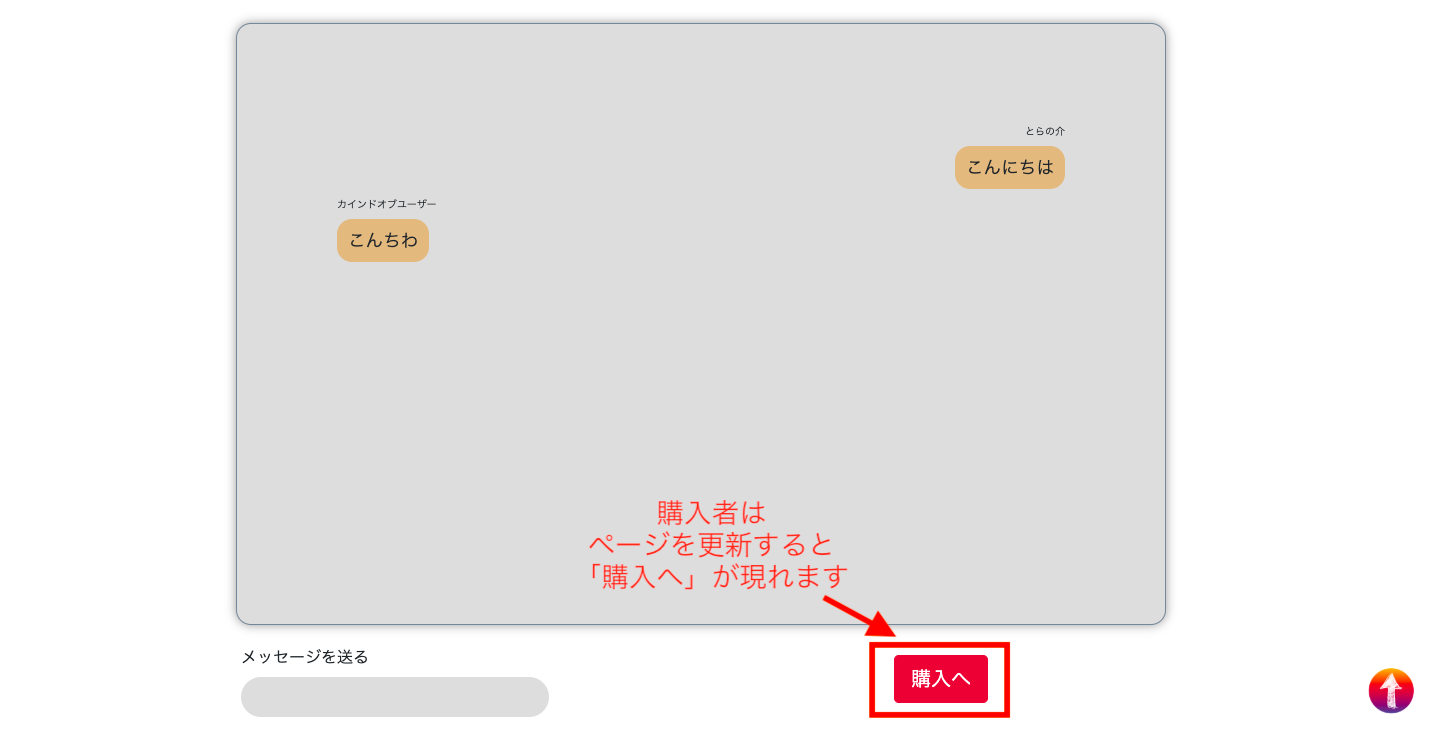 とらの介
こんにちは
カインドオブユーザー
こんちわ
購入者は
ページを更新すると
「購入へ」が現れます
メッセージを送る
購入へ